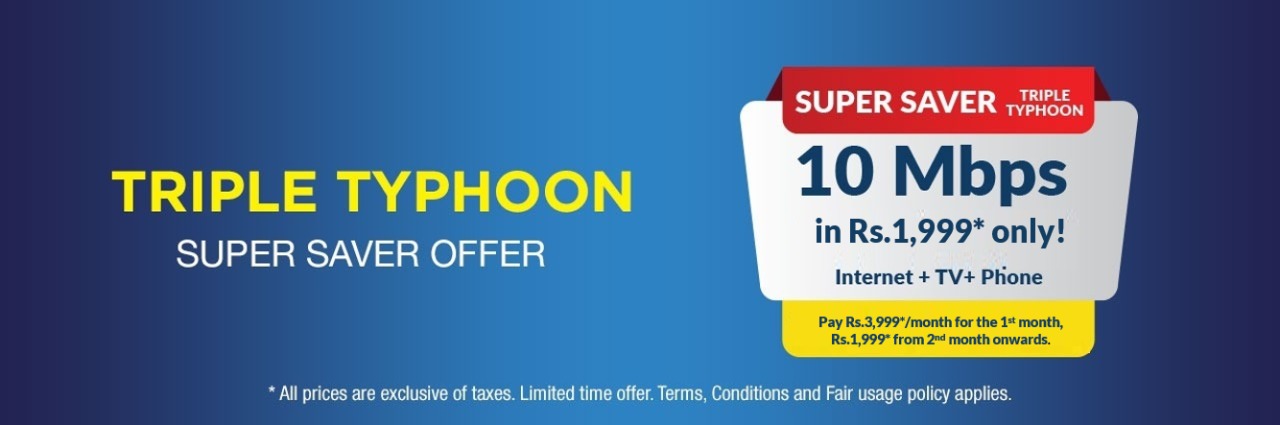 TRIPLE TYPHOON
SUPER SAVER OFFER
SUPER SAVER TRIPLE TYPHOON
10 Mbps
in Rs.1,999* only!
Internet + TV+ Phone
Pay Rs.3,999*/month for the 1st month,
Rs.1,999* from 2nd month onwards.
* All prices are exclusive of taxes. Limited time offer. Terms, Conditions and Fair usage policy applies.